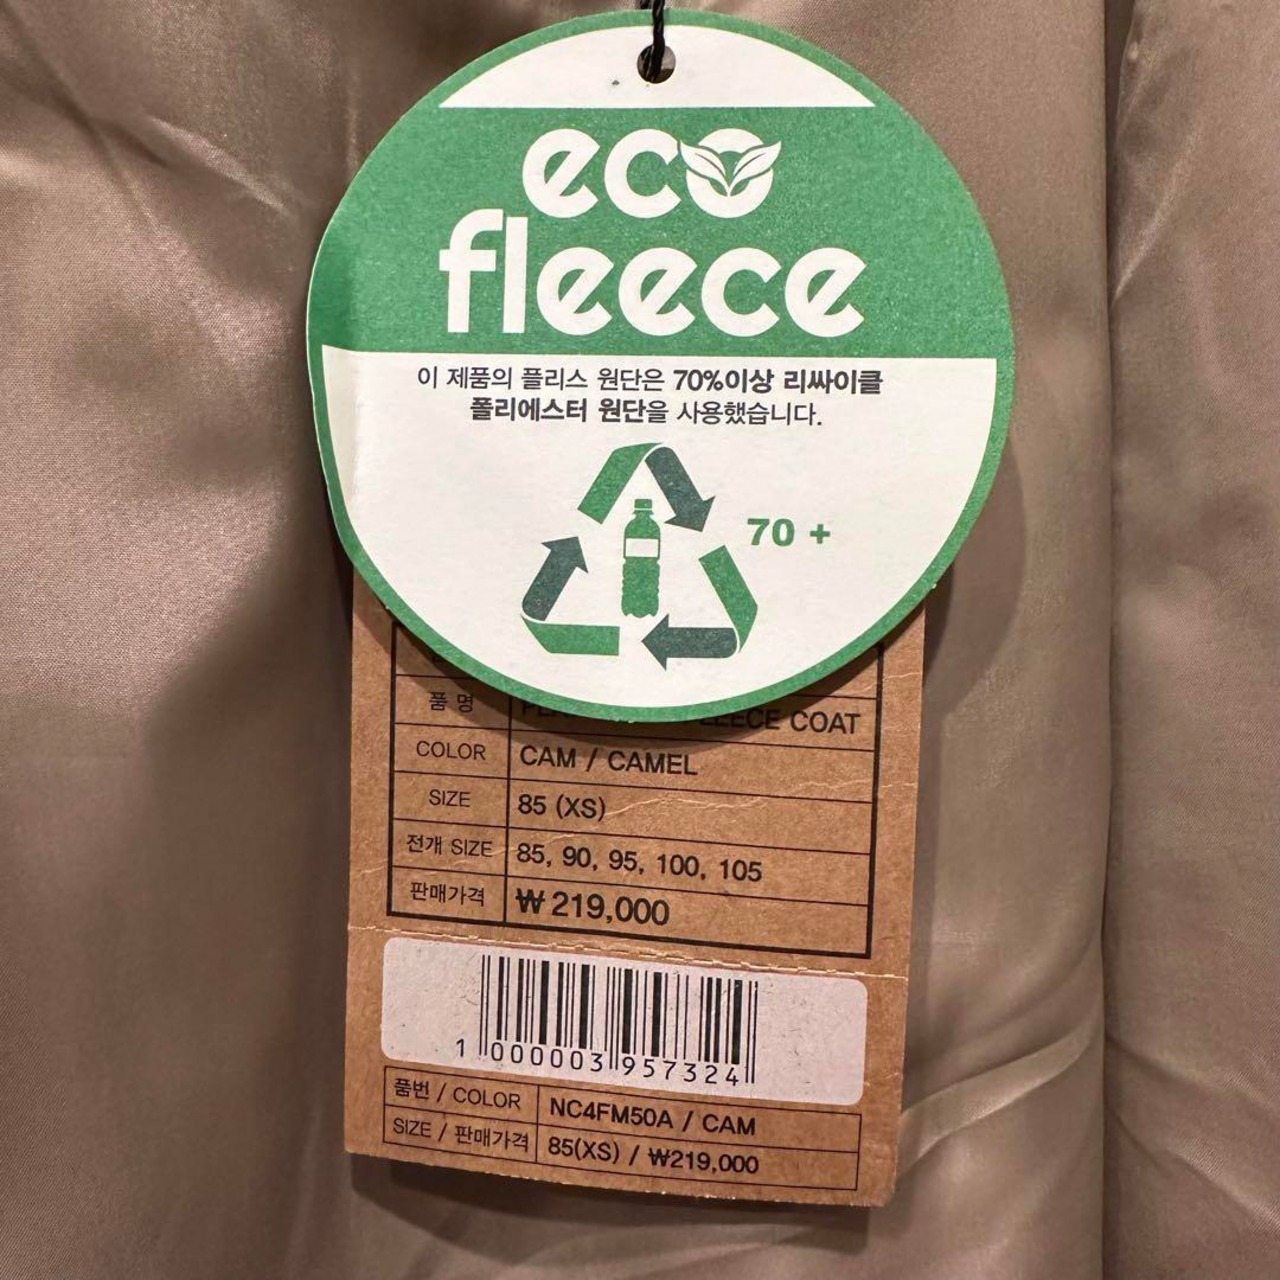 eco
fleece
이 제품의 플리스 원단은 70%이상 리싸이클
폴리에스터 원단을 사용했습니다.
70 +
품 명 FLEECE COAT
COLOR CAM / CAMEL
SIZE 85 (XS)
전개 SIZE 85, 90, 95, 100, 105
판매가격 ₩ 219,000
1 000003 957324
품번 / COLOR NC4FM50A / CAM
SIZE / 판매가격 85(XS) / ₩219,000